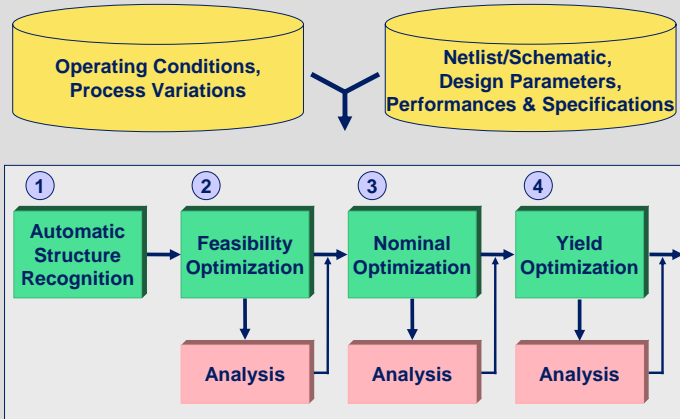 Operating Conditions,
Process Variations
Netlist/Schematic,
Design Parameters,
Performances & Specifications
1
Automatic
Structure
Recognition
2
Feasibility
Optimization
3
Nominal
Optimization
4
Yield
Optimization
Analysis
Analysis
Analysis